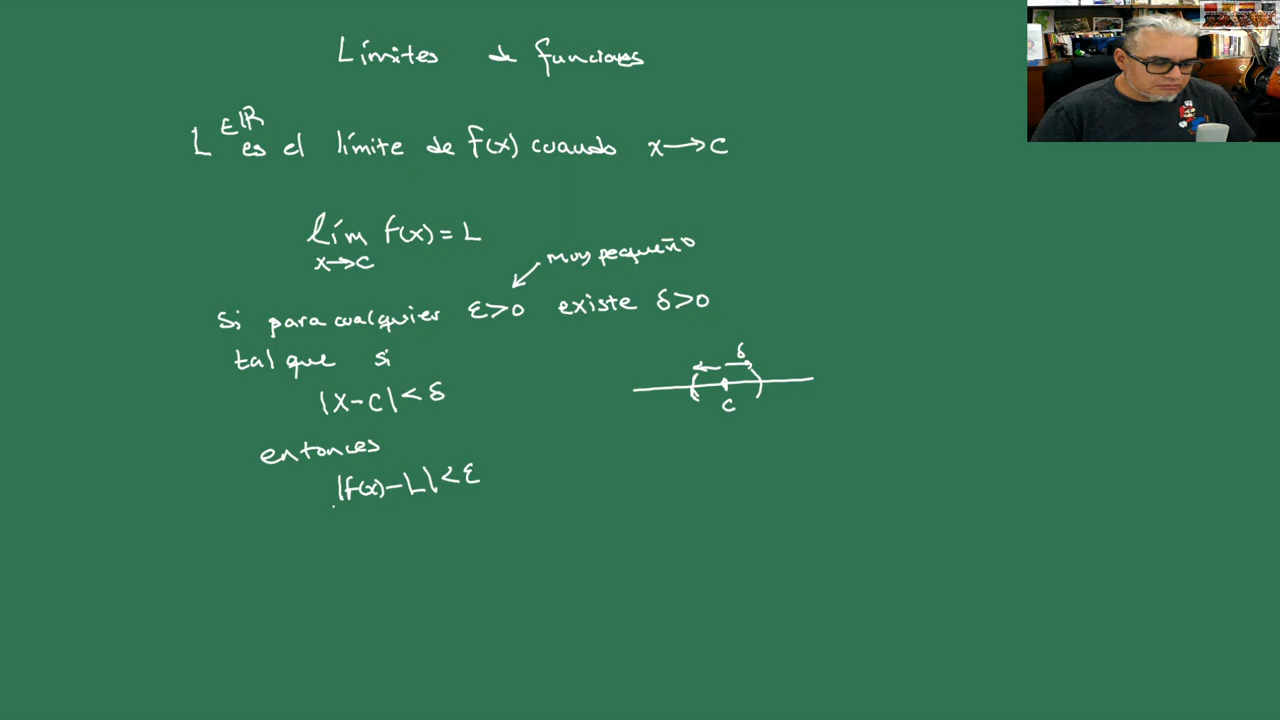 Límites de funciones
L ∈ ℝ es el límite de f(x) cuando x→c
lím f(x) = L
x→c
muy pequeño
Si para cualquier ε>0 existe δ>0
tal que si
δ
|x-c|<δ
c
entonces
|f(x)-L|<ε